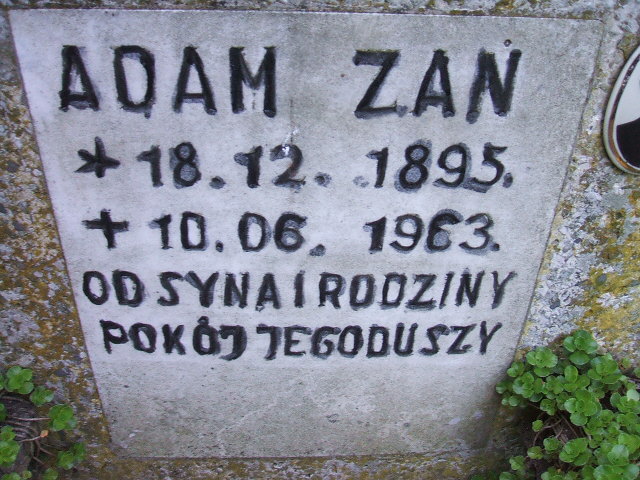 ADAM ZAŃ
* 18.12.1895.
+ 10.06.1963.
OD SYNA I RODZINY
POKÓJ JEGO DUSZY